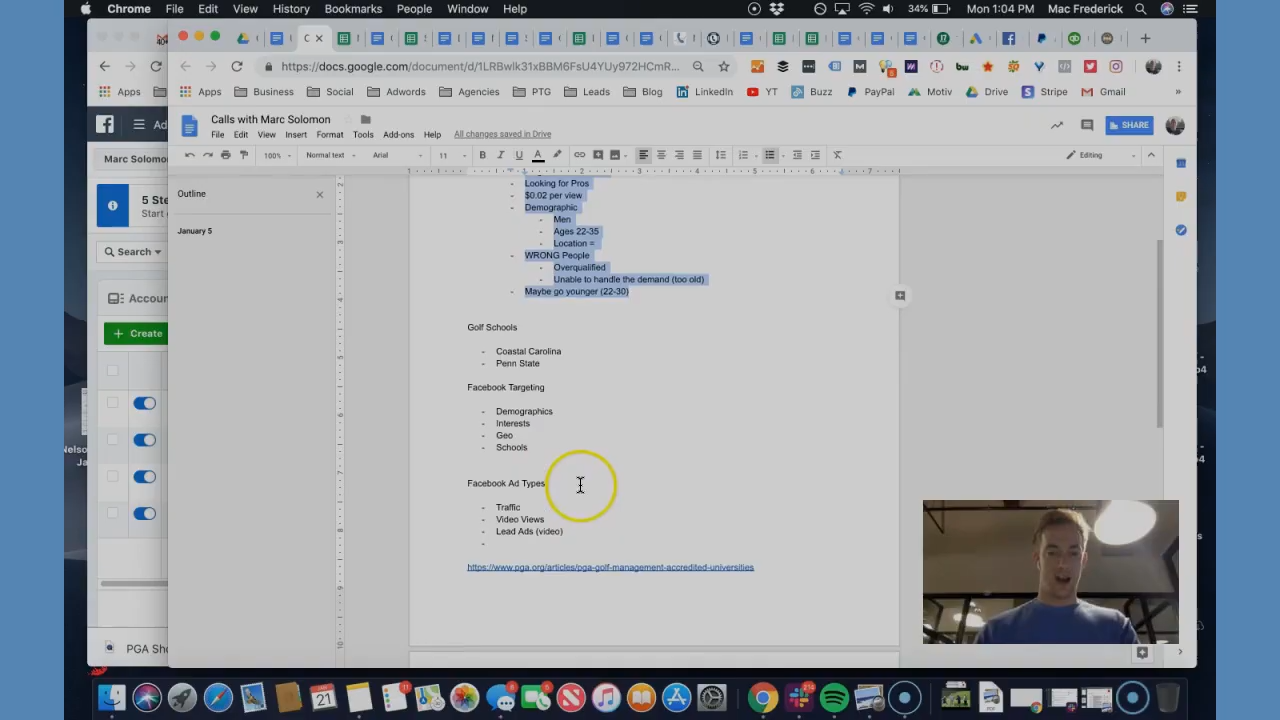 Chrome File Edit View History Bookmarks People Window Help
34% Mon 1:04 PM Mac Frederick
https://docs.google.com/document/d/1LRBwlk31xBBM6FsU4YUy972HCmR...
Apps Business Social Adwords Agencies PTG Leads Blog LinkedIn YT Buzz PayPal Motiv Drive Stripe Gmail »
Calls with Marc Solomon
File Edit View Insert Format Tools Add-ons Help All changes saved in Drive
SHARE
100% Normal text Arial 11 B I U A
Editing
Outline
January 5
Apps
Ad
Marc Solomo
5 Ste
Start
Search
Accoun
+ Create
PGA Sh
- Looking for Pros
- $0.02 per view
- Demographic
- Men
- Ages 22-35
- Location =
- WRONG People
- Overqualified
- Unable to handle the demand (too old)
- Maybe go younger (22-30)
Golf Schools
- Coastal Carolina
- Penn State
Facebook Targeting
- Demographics
- Interests
- Geo
- Schools
Facebook Ad Types
- Traffic
- Video Views
- Lead Ads (video)
-
https://www.pga.org/articles/pga-golf-management-accredited-universities